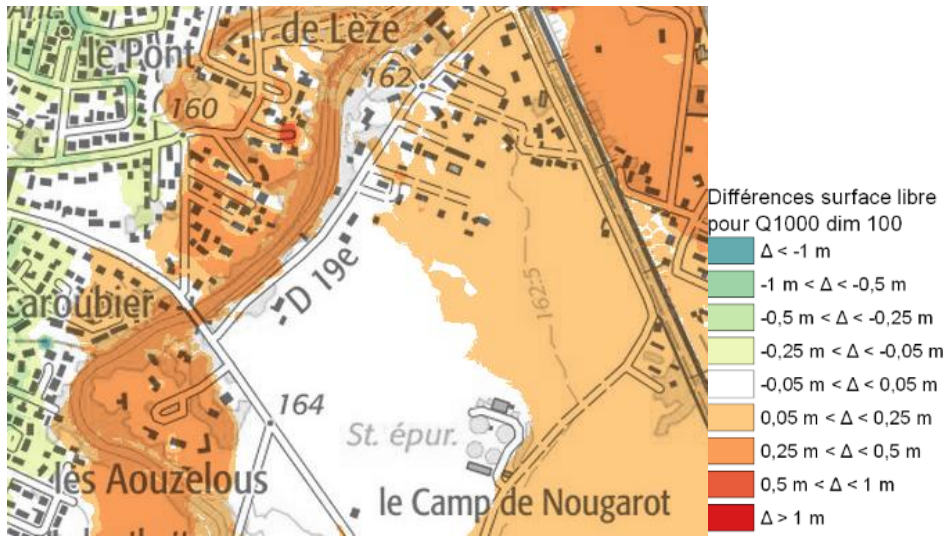 de Lèze
le Pont
162
160
D 19e
162.5
aroubier
164
St. épur.
les Aouzelous
le Camp de Nougarot
Différences surface libre
pour Q1000 dim 100
Δ < -1 m
-1 m < Δ < -0,5 m
-0,5 m < Δ < -0,25 m
-0,25 m < Δ < -0,05 m
-0,05 m < Δ < 0,05 m
0,05 m < Δ < 0,25 m
0,25 m < Δ < 0,5 m
0,5 m < Δ < 1 m
Δ > 1 m